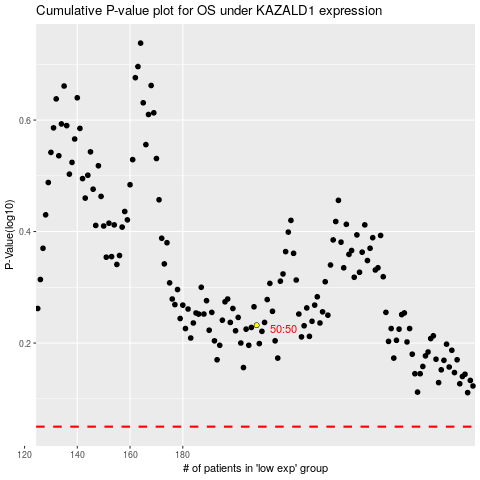 Cumulative P-value plot for OS under KAZALD1 expression
P-Value(log10)
0.6
0.4
0.2
50:50
120 140 160 180
# of patients in 'low exp' group